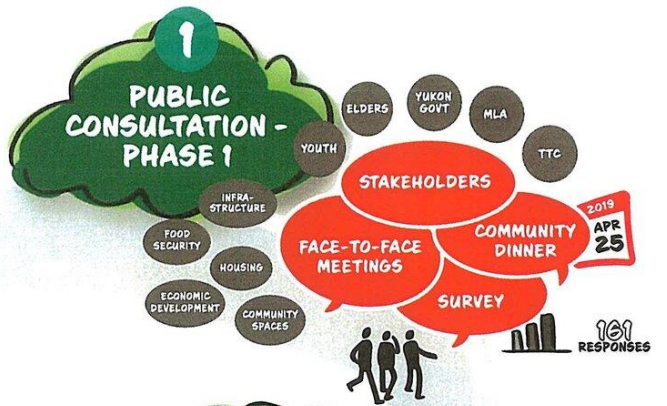 1
PUBLIC
CONSULTATION -
PHASE 1
YOUTH
ELDERS
YUKON
GOVT
MLA
TTC
STAKEHOLDERS
INFRA-
STRUCTURE
FOOD
SECURITY
HOUSING
ECONOMIC
DEVELOPMENT
COMMUNITY
SPACES
FACE-TO-FACE
MEETINGS
COMMUNITY
DINNER
2019
APR
25
SURVEY
161
RESPONSES